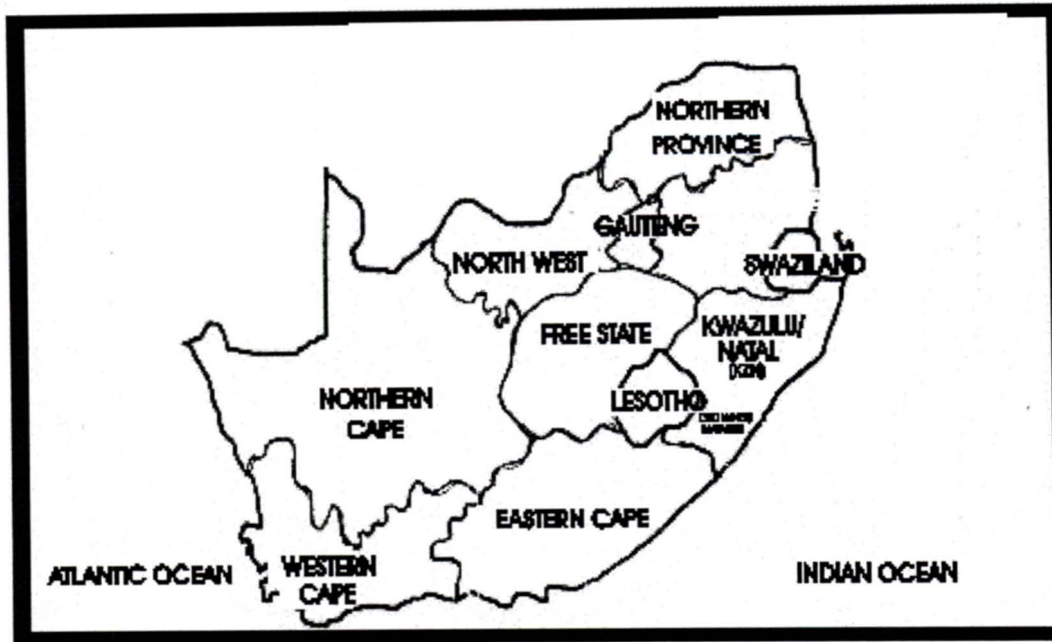 NORTHERN
PROVINCE
GAUTENG
NORTH WEST
SWAZILAND
FREE STATE
KWAZULU/
NATAL
(KZN)
NORTHERN
CAPE
LESOTHO
EASTERN CAPE
ATLANTIC OCEAN
WESTERN
CAPE
INDIAN OCEAN